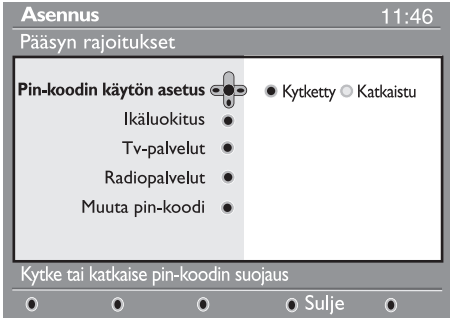 Asennus 11:46
Pääsyn rajoitukset
Pin-koodin käytön asetus Kytketty Katkaistu
Ikäluokitus
Tv-palvelut
Radiopalvelut
Muuta pin-koodi
Kytke tai katkaise pin-koodin suojaus
Sulje